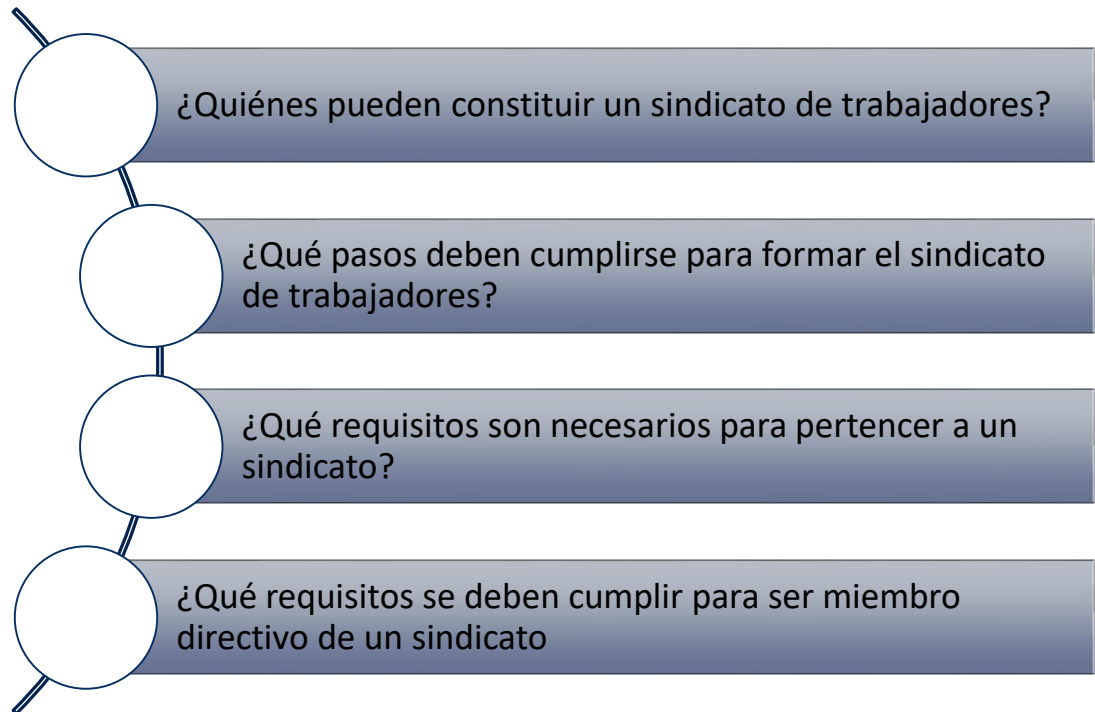 ¿Quiénes pueden constituir un sindicato de trabajadores?
¿Qué pasos deben cumplirse para formar el sindicato
de trabajadores?
¿Qué requisitos son necesarios para pertencer a un
sindicato?
¿Qué requisitos se deben cumplir para ser miembro
directivo de un sindicato